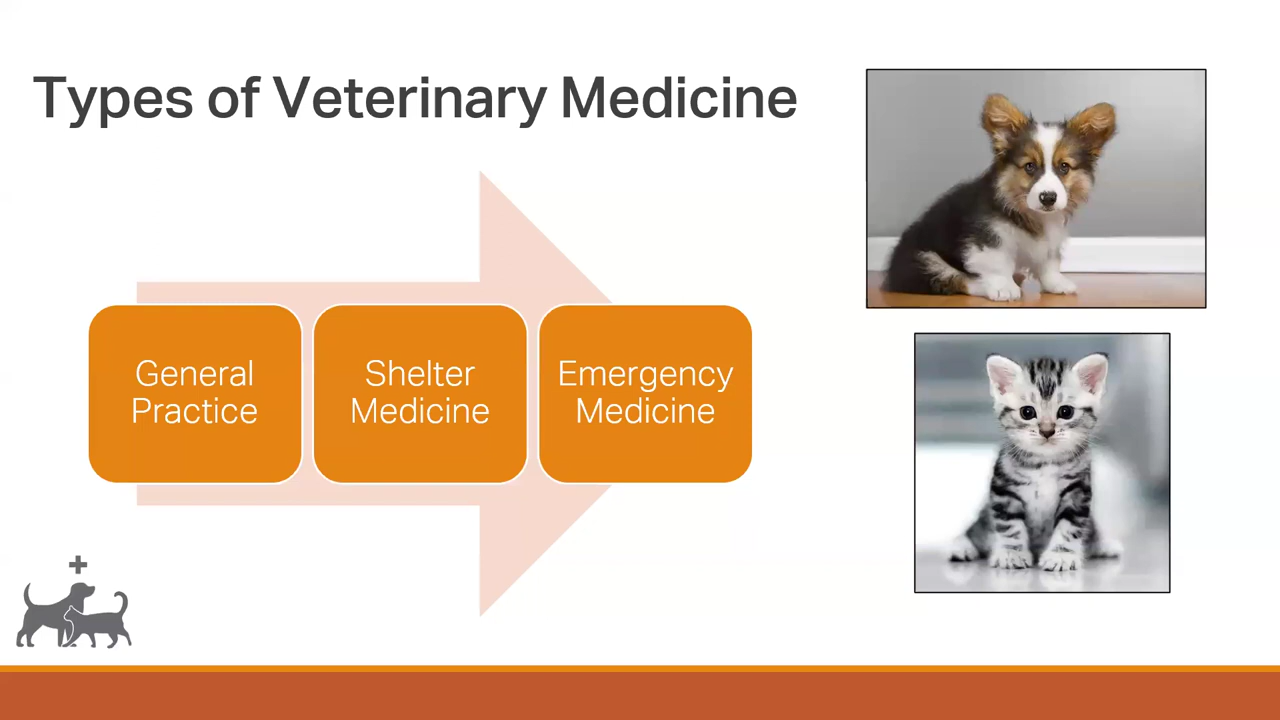 Types of Veterinary Medicine
General
Practice
Shelter
Medicine
Emergency
Medicine